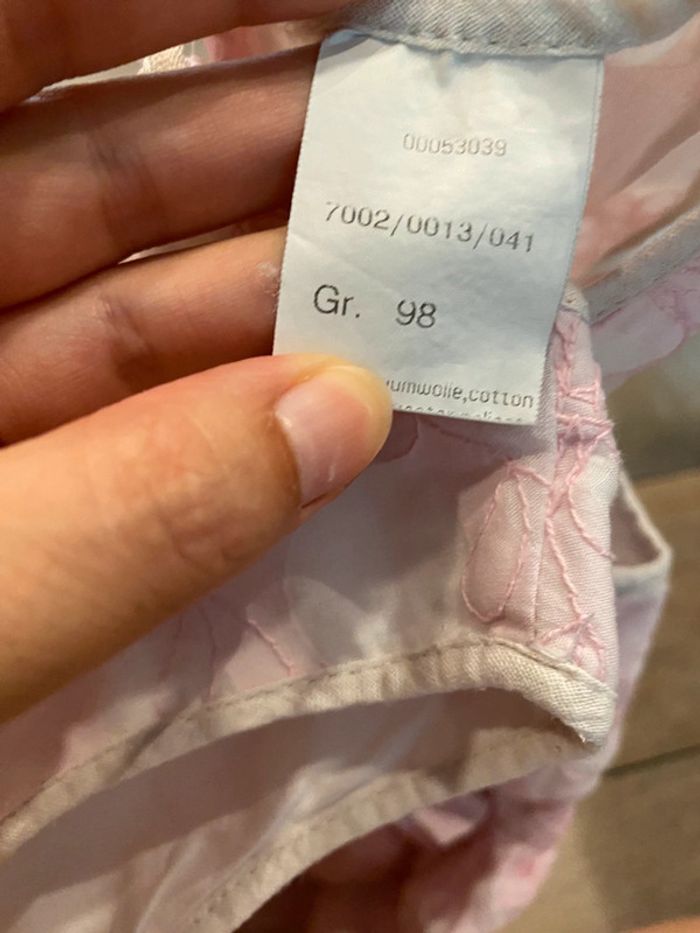 00053039
7002/0013/041
Gr. 98
umwolle,cotton